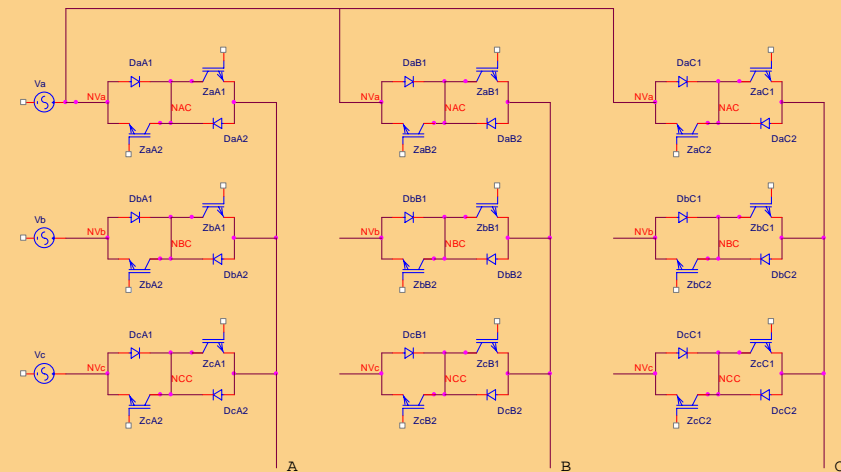 DaA1 DaB1 DaC1
Va ZaA1 ZaB1 ZaC1
NVa NAC NVa NAC NVa NAC
DaA2 DaB2 DaC2
ZaA2 ZaB2 ZaC2
DbA1 DbB1 DbC1
Vb ZbA1 ZbB1 ZbC1
NVb NBC NVb NBC NVb NBC
DbA2 DbB2 DbC2
ZbA2 ZbB2 ZbC2
DcA1 DcB1 DcC1
Vc ZcA1 ZcB1 ZcC1
NVc NCC NVc NCC NVc NCC
DcA2 DcB2 DcC2
ZcA2 ZcB2 ZcC2
A B C